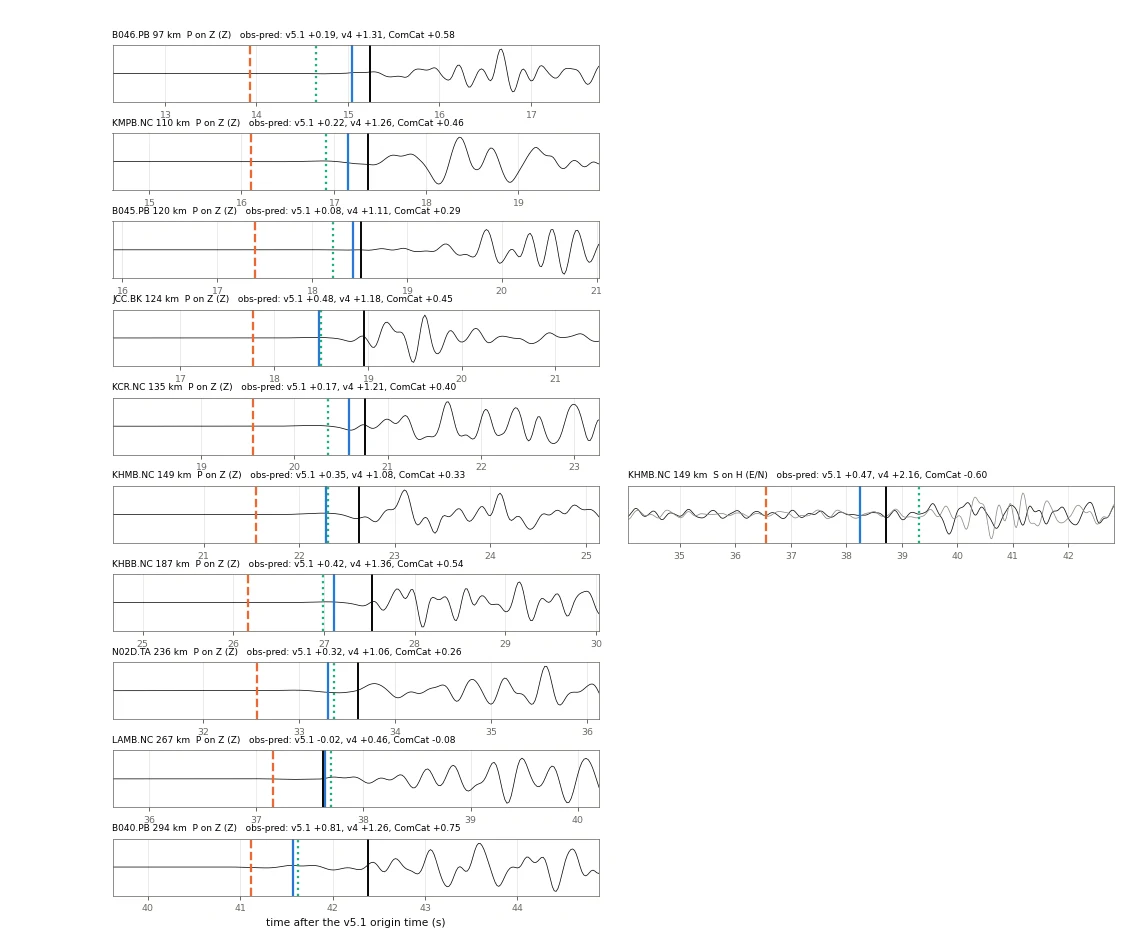 B046.PB 97 km  P on Z (Z)   obs-pred: v5.1 +0.19, v4 +1.31, ComCat +0.58
13 14 15 16 17
KMPB.NC 110 km  P on Z (Z)   obs-pred: v5.1 +0.22, v4 +1.26, ComCat +0.46
15 16 17 18 19
B045.PB 120 km  P on Z (Z)   obs-pred: v5.1 +0.08, v4 +1.11, ComCat +0.29
16 17 18 19 20 21
JCC.BK 124 km  P on Z (Z)   obs-pred: v5.1 +0.48, v4 +1.18, ComCat +0.45
17 18 19 20 21
KCR.NC 135 km  P on Z (Z)   obs-pred: v5.1 +0.17, v4 +1.21, ComCat +0.40
19 20 21 22 23
KHMB.NC 149 km  P on Z (Z)   obs-pred: v5.1 +0.35, v4 +1.08, ComCat +0.33
21 22 23 24 25
KHMB.NC 149 km  S on H (E/N)   obs-pred: v5.1 +0.47, v4 +2.16, ComCat -0.60
35 36 37 38 39 40 41 42
KHBB.NC 187 km  P on Z (Z)   obs-pred: v5.1 +0.42, v4 +1.36, ComCat +0.54
25 26 27 28 29 30
N02D.TA 236 km  P on Z (Z)   obs-pred: v5.1 +0.32, v4 +1.06, ComCat +0.26
32 33 34 35 36
LAMB.NC 267 km  P on Z (Z)   obs-pred: v5.1 -0.02, v4 +0.46, ComCat -0.08
36 37 38 39 40
B040.PB 294 km  P on Z (Z)   obs-pred: v5.1 +0.81, v4 +1.26, ComCat +0.75
40 41 42 43 44
time after the v5.1 origin time (s)